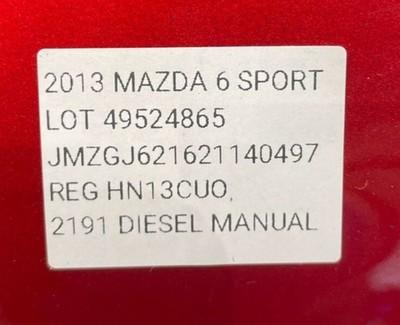 2013 MAZDA 6 SPORT
LOT 49524865
JMZGJ621621140497
REG HN13CUO,
2191 DIESEL MANUAL